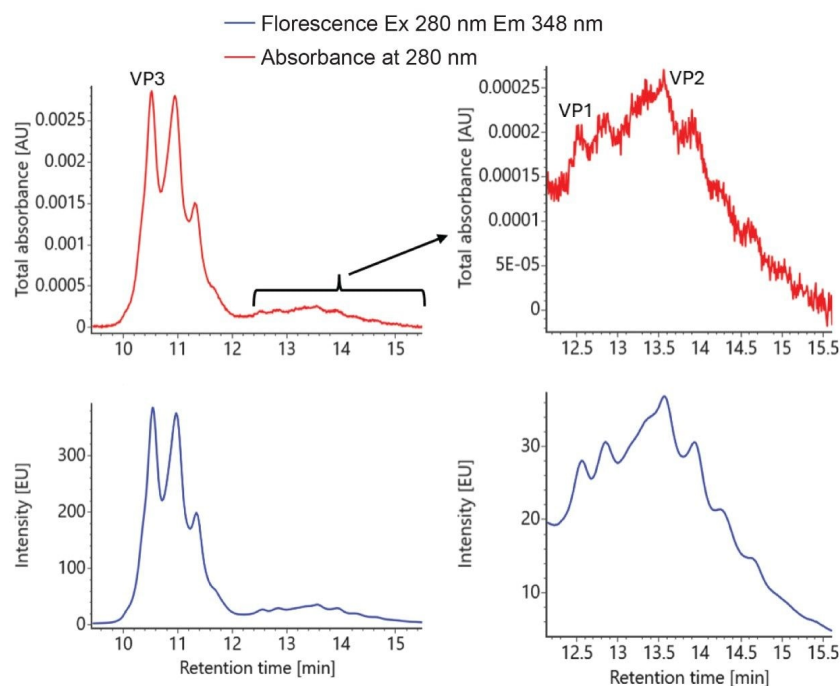 Florescence Ex 280 nm Em 348 nm
Absorbance at 280 nm
VP3
Total absorbance [AU]
0.0025
0.002
0.0015
0.001
0.0005
0
10 11 12 13 14 15
VP1
VP2
Total absorbance [AU]
0.00025
0.0002
0.00015
0.0001
5E-05
0
12.5 13 13.5 14 14.5 15 15.5
Intensity [EU]
300
200
100
0
10 11 12 13 14 15
Retention time [min]
Intensity [EU]
30
20
10
12.5 13 13.5 14 14.5 15 15.5
Retention time [min]